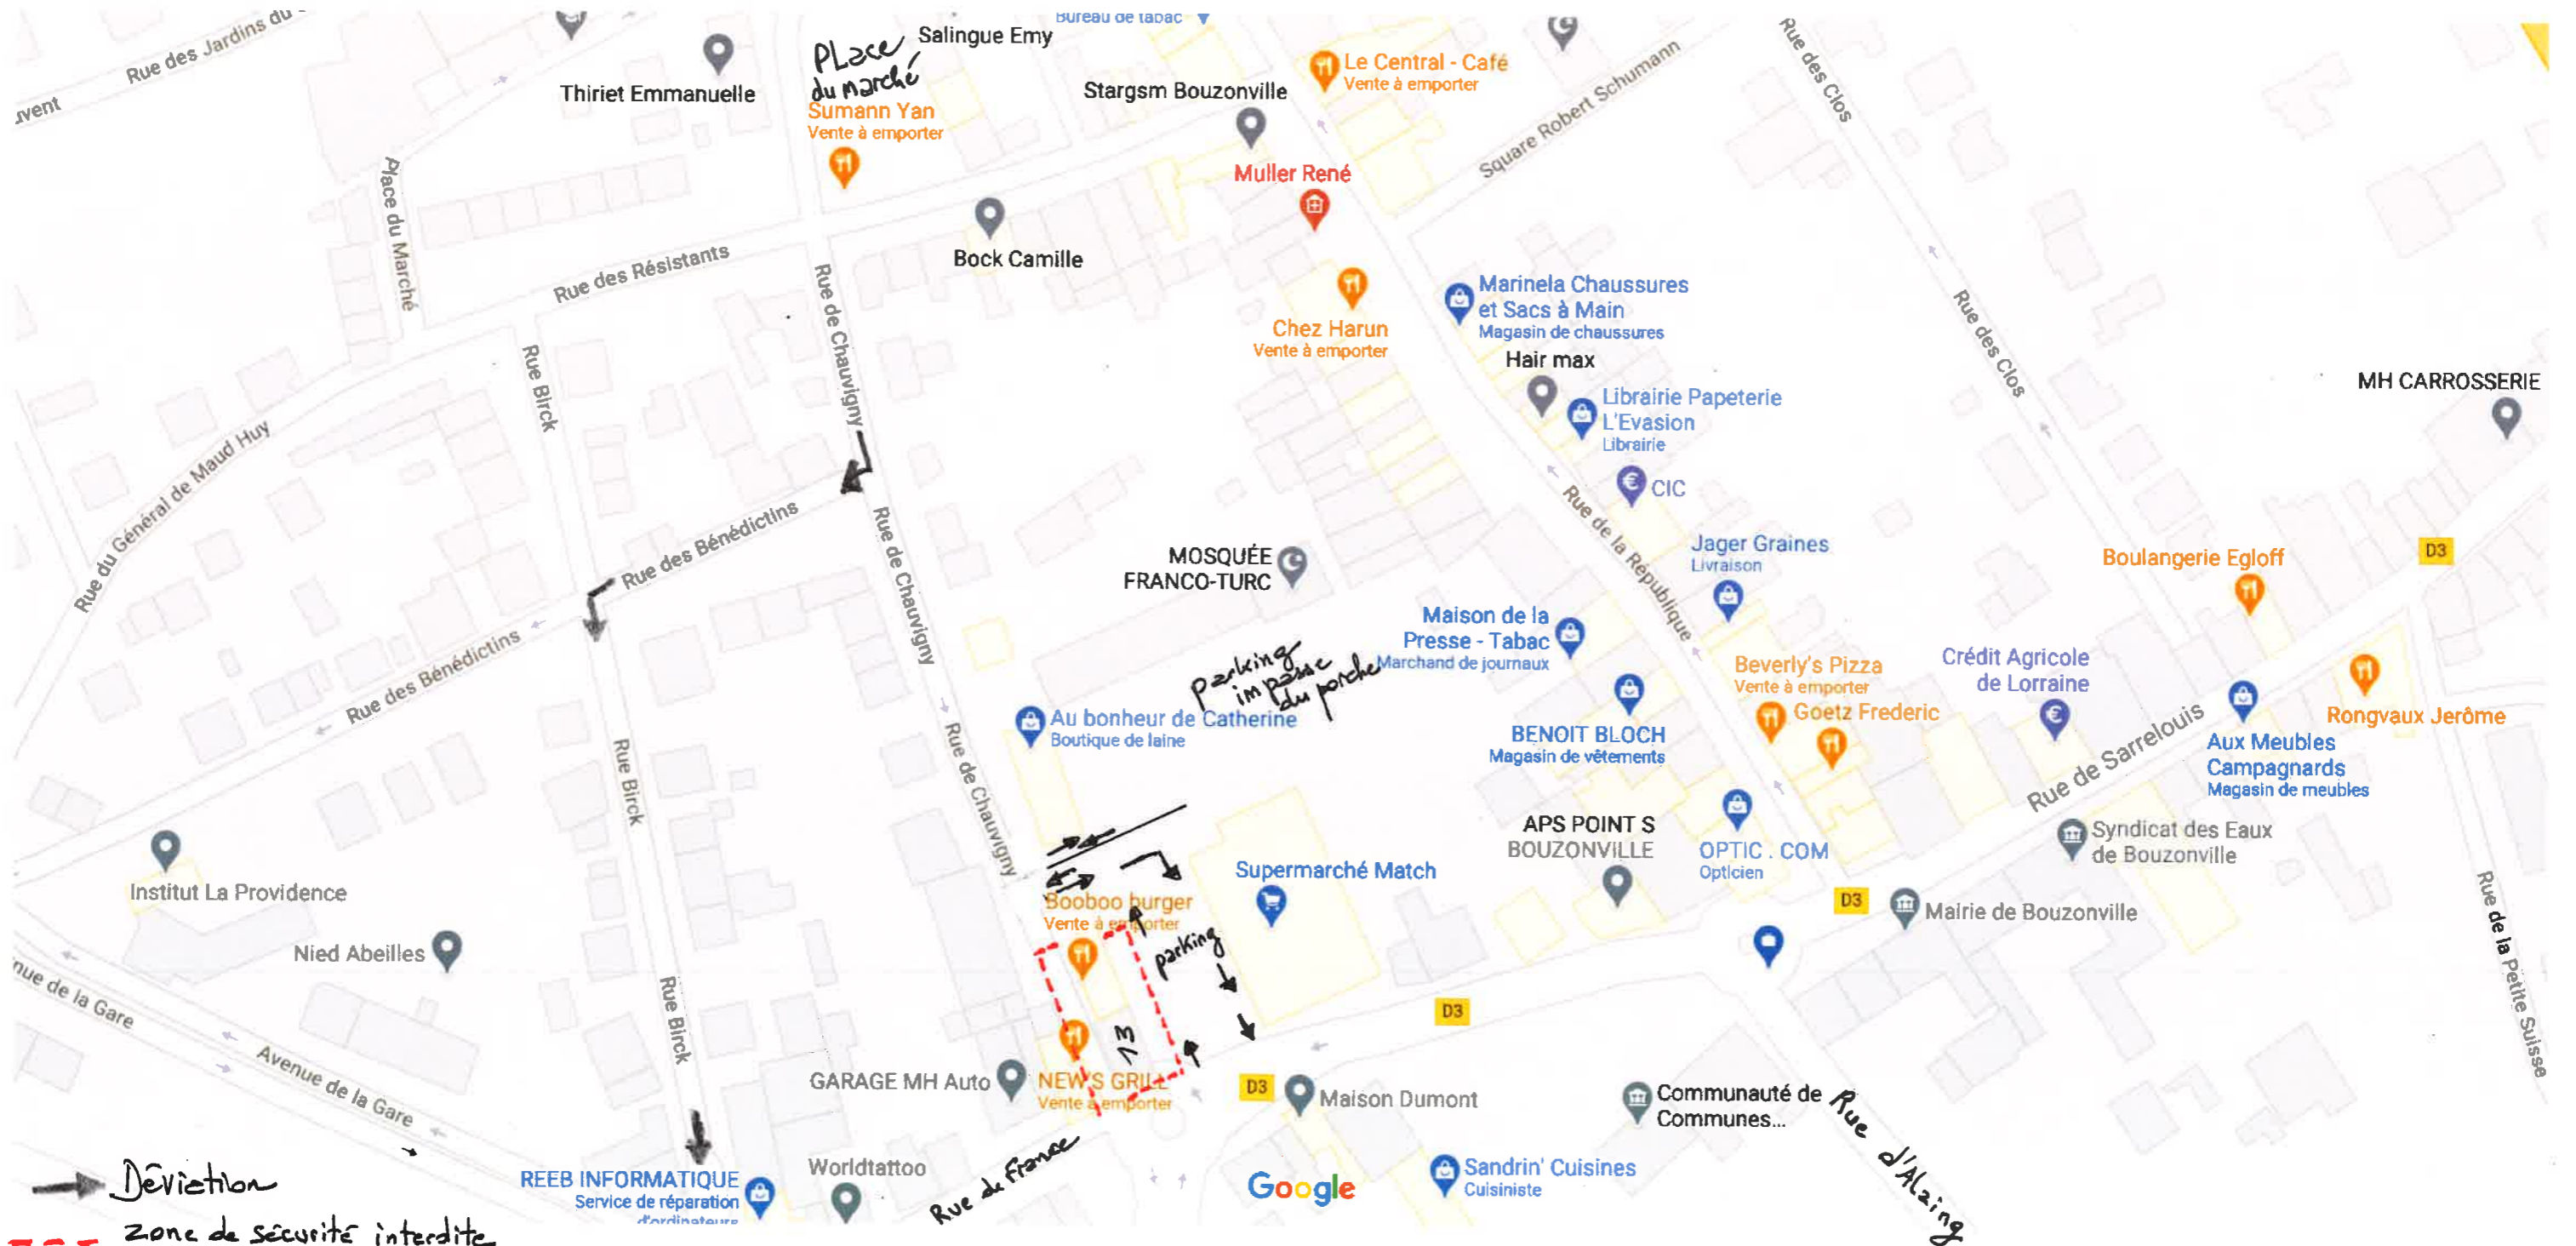 Rue des Jardins du
Bureau de tabac
Salingue Emy
PLace
du Marché
Thiriet Emmanuelle
Sumann Yan
Vente à emporter
Stargsm Bouzonville
Le Central - Café
Vente à emporter
Square Robert Schumann
Rue des Clos
Muller René
Place du Marché
Bock Camille
Rue des Résistants
Rue de Chauvigny
Chez Harun
Vente à emporter
Marinela Chaussures
et Sacs à Main
Magasin de chaussures
Hair max
Librairie Papeterie
L'Evasion
Librairie
CIC
Rue des Clos
MH CARROSSERIE
Rue Birck
Rue du Général de Maud Huy
Rue des Bénédictins
Rue de Chauvigny
MOSQUÉE
FRANCO-TURC
Rue de la République
Jager Graines
Livraison
Boulangerie Egloff
D3
Maison de la
Presse - Tabac
Marchand de journaux
parking
impasse
du porche
Beverly's Pizza
Vente à emporter
Goetz Frederic
Crédit Agricole
de Lorraine
Rue des Bénédictins
Au bonheur de Catherine
Boutique de laine
BENOIT BLOCH
Magasin de vêtements
Rue de Sarrelouis
Aux Meubles
Campagnards
Magasin de meubles
Rongvaux Jerôme
Rue Birck
Rue de Chauvigny
APS POINT S
BOUZONVILLE
OPTIC . COM
Opticien
Syndicat des Eaux
de Bouzonville
Institut La Providence
Supermarché Match
Booboo burger
Vente à emporter
D3
Mairie de Bouzonville
Rue de la Petite Suisse
Nied Abeilles
parking
Rue Birck
13
D3
Avenue de la Gare
GARAGE MH Auto
NEW'S GRILL
Vente à emporter
D3
Maison Dumont
Communauté de
Communes...
Rue d'Alzing
Déviation
REEB INFORMATIQUE
Service de réparation
d'ordinateurs
Worldtattoo
Rue de France
Google
Sandrin' Cuisines
Cuisiniste
zone de sécurité interdite